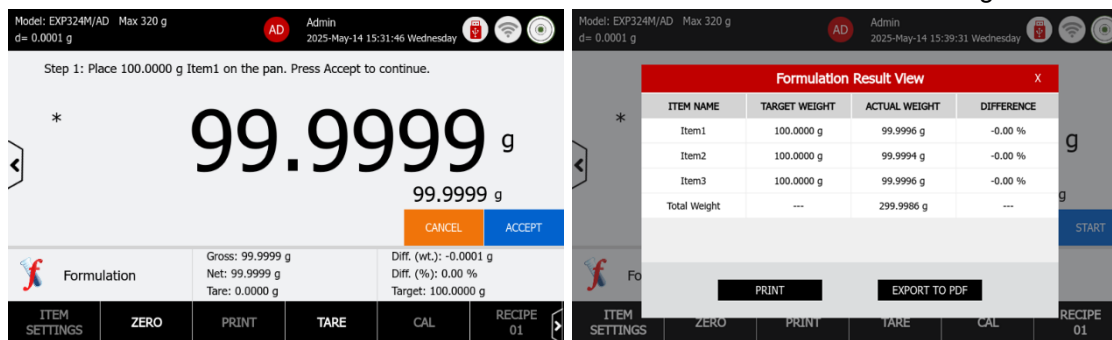 Model: EXP324M/AD Max 320 g
d= 0.0001 g
AD
Admin
2025-May-14 15:31:46 Wednesday
Step 1: Place 100.0000 g Item1 on the pan. Press Accept to continue.
*
99.9999 g
99.9999 g
CANCEL
ACCEPT
Formulation
Gross: 99.9999 g
Net: 99.9999 g
Tare: 0.0000 g
Diff. (wt.): -0.0001 g
Diff. (%): 0.00 %
Target: 100.0000 g
ITEM
SETTINGS
ZERO
PRINT
TARE
CAL
RECIPE
01
Model: EXP324M/AD Max 320 g
d= 0.0001 g
AD
Admin
2025-May-14 15:39:31 Wednesday
Formulation Result View X
ITEM NAME TARGET WEIGHT ACTUAL WEIGHT DIFFERENCE
Item1 100.0000 g 99.9996 g -0.00 %
Item2 100.0000 g 99.9994 g -0.00 %
Item3 100.0000 g 99.9996 g -0.00 %
Total Weight --- 299.9986 g ---
PRINT
EXPORT TO PDF
*
g
g
START
Fo
ITEM
SETTINGS
ZERO
PRINT
TARE
CAL
RECIPE
01